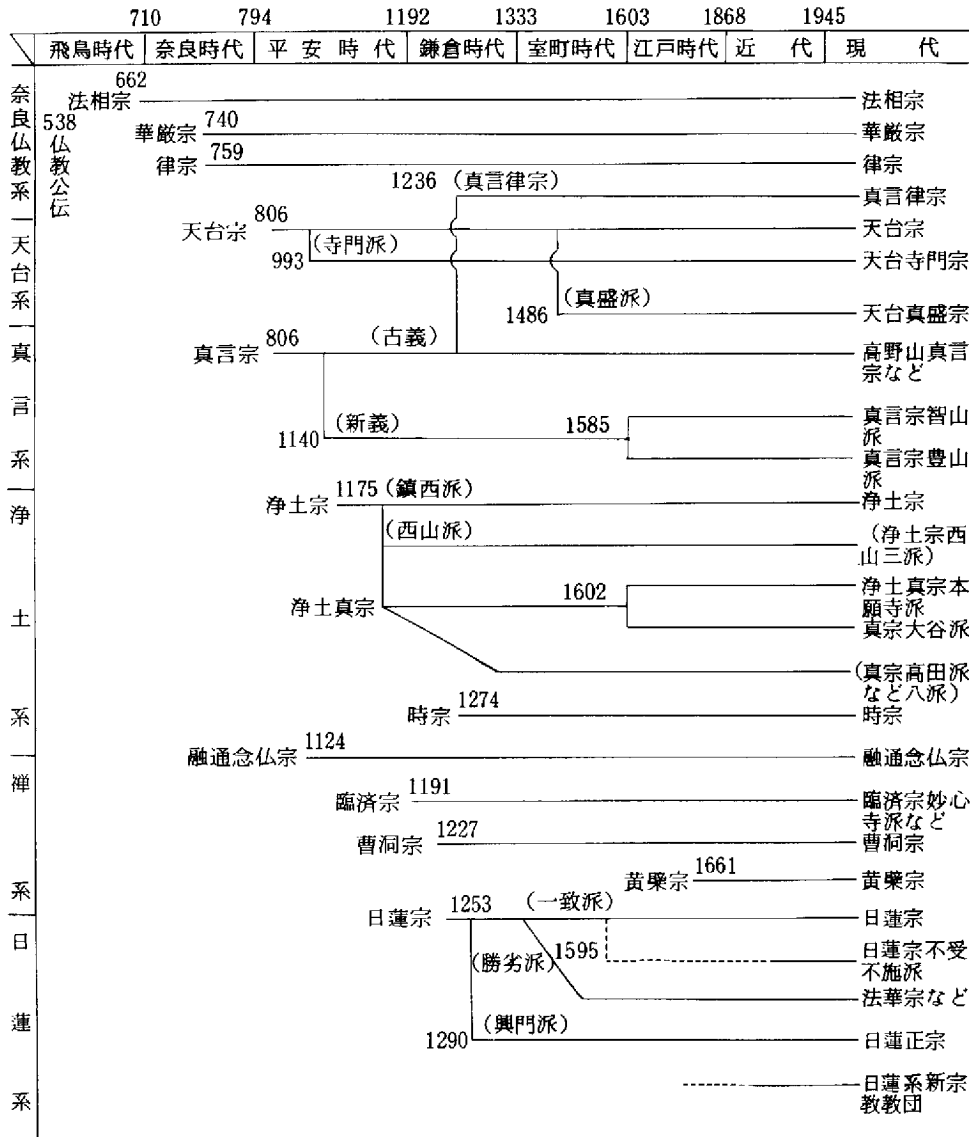 710 794 1192 1333 1603 1868 1945
飛鳥時代 奈良時代 平安時代 鎌倉時代 室町時代 江戸時代 近代 現代
奈良仏教系
天台系
真言系
浄土系
禅系
日蓮系
538
仏教公伝
662
法相宗 法相宗
華厳宗 740 華厳宗
律宗 759 律宗
1236 (真言律宗) 真言律宗
806
天台宗 天台宗
(寺門派)
993 天台寺門宗
(真盛派)
1486 天台真盛宗
806 (古義)
真言宗 高野山真言
宗など
(新義)
1140 1585
真言宗智山
派
真言宗豊山
派
浄土宗 1175 (鎮西派) 浄土宗
(西山派) (浄土宗西
山三派)
浄土真宗 1602
浄土真宗本
願寺派
真宗大谷派
(真宗高田派
など八派)
時宗 1274 時宗
融通念仏宗 1124 融通念仏宗
臨済宗 1191 臨済宗妙心
寺派など
曹洞宗 1227 曹洞宗
黄檗宗 1661 黄檗宗
日蓮宗 1253 (一致派) 日蓮宗
(勝劣派) 1595 日蓮宗不受
不施派
法華宗など
(興門派)
1290 日蓮正宗
日蓮系新宗
教教団